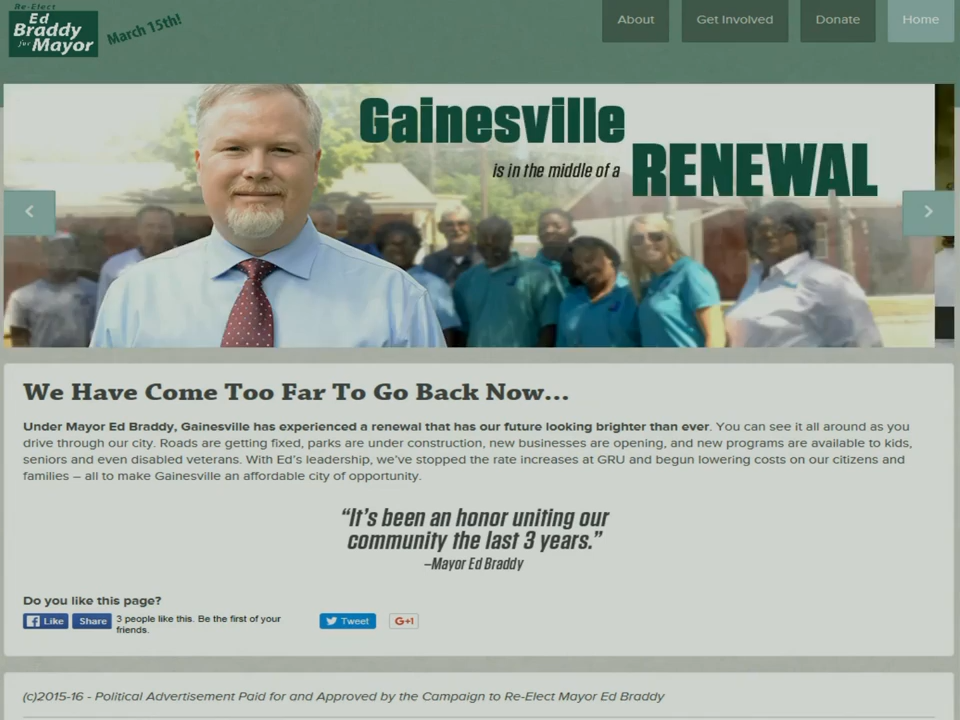 Re-Elect
Ed
Braddy
for Mayor
March 15th!
About
Get Involved
Donate
Home
Gainesville
is in the middle of a RENEWAL
We Have Come Too Far To Go Back Now...
Under Mayor Ed Braddy, Gainesville has experienced a renewal that has our future looking brighter than ever. You can see it all around as you
drive through our city. Roads are getting fixed, parks are under construction, new businesses are opening, and new programs are available to kids,
seniors and even disabled veterans. With Ed's leadership, we've stopped the rate increases at GRU and begun lowering costs on our citizens and
families – all to make Gainesville an affordable city of opportunity.
“It's been an honor uniting our
community the last 3 years.”
–Mayor Ed Braddy
Do you like this page?
Like
Share
3 people like this. Be the first of your
friends.
Tweet
G+1
(c)2015-16 - Political Advertisement Paid for and Approved by the Campaign to Re-Elect Mayor Ed Braddy